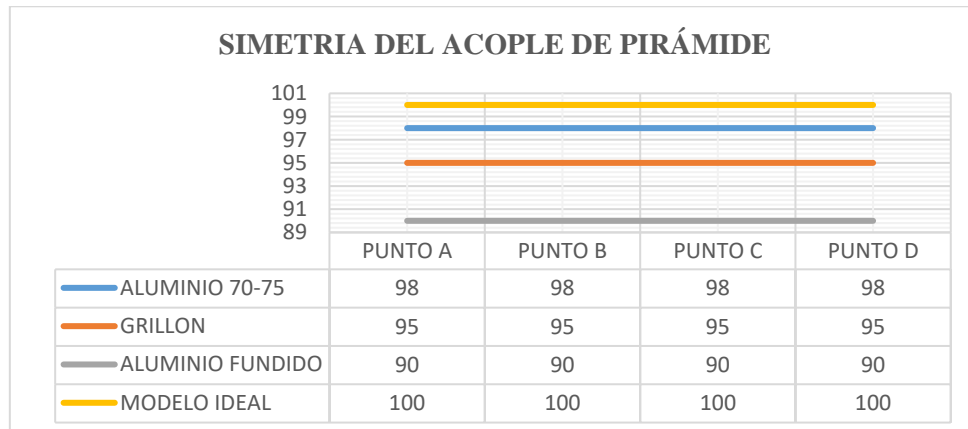 SIMETRIA DEL ACOPLE DE PIRÁMIDE
101
99
97
95
93
91
89
PUNTO A PUNTO B PUNTO C PUNTO D
ALUMINIO 70-75 98 98 98 98
GRILLON 95 95 95 95
ALUMINIO FUNDIDO 90 90 90 90
MODELO IDEAL 100 100 100 100